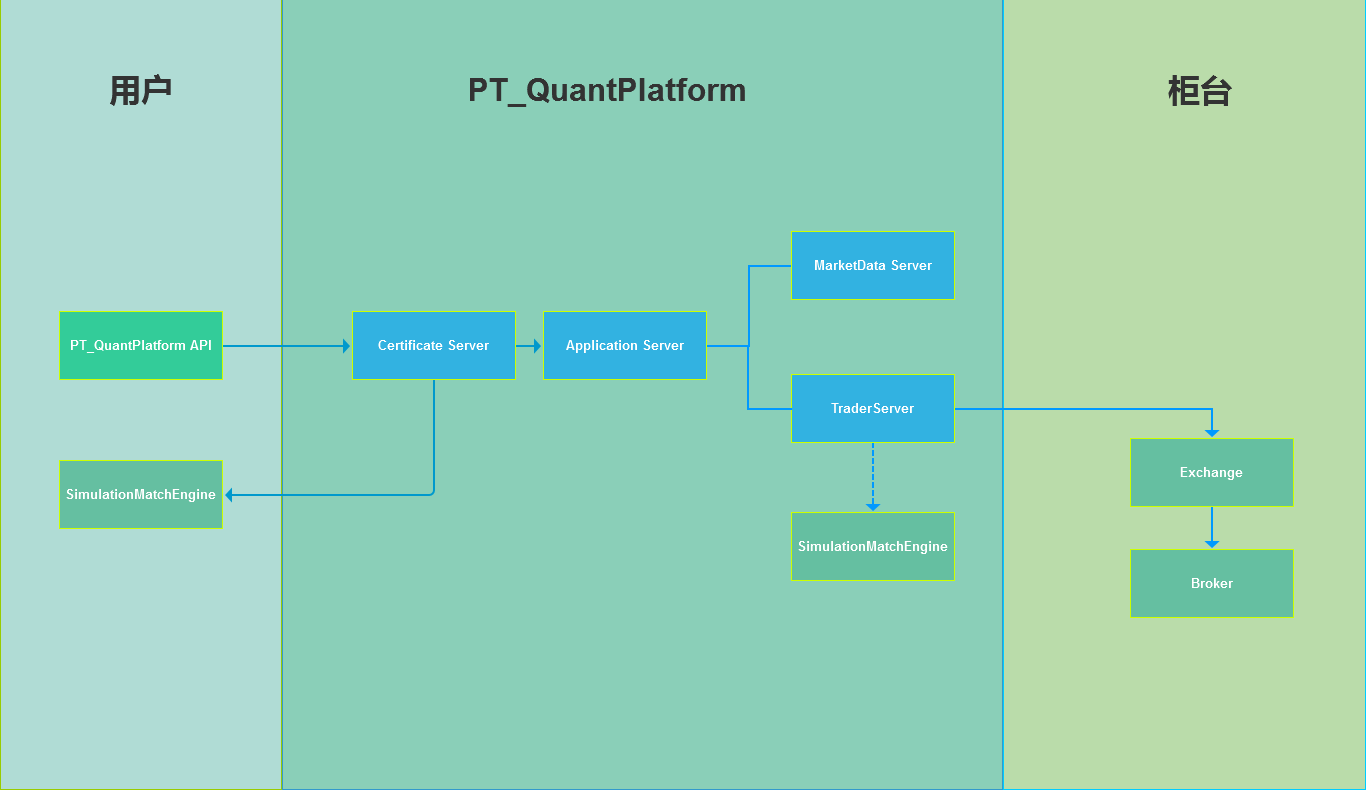 用户
PT_QuantPlatform
柜台
MarketData Server
PT_QuantPlatform API
Certificate Server
Application Server
TraderServer
Exchange
SimulationMatchEngine
SimulationMatchEngine
Broker